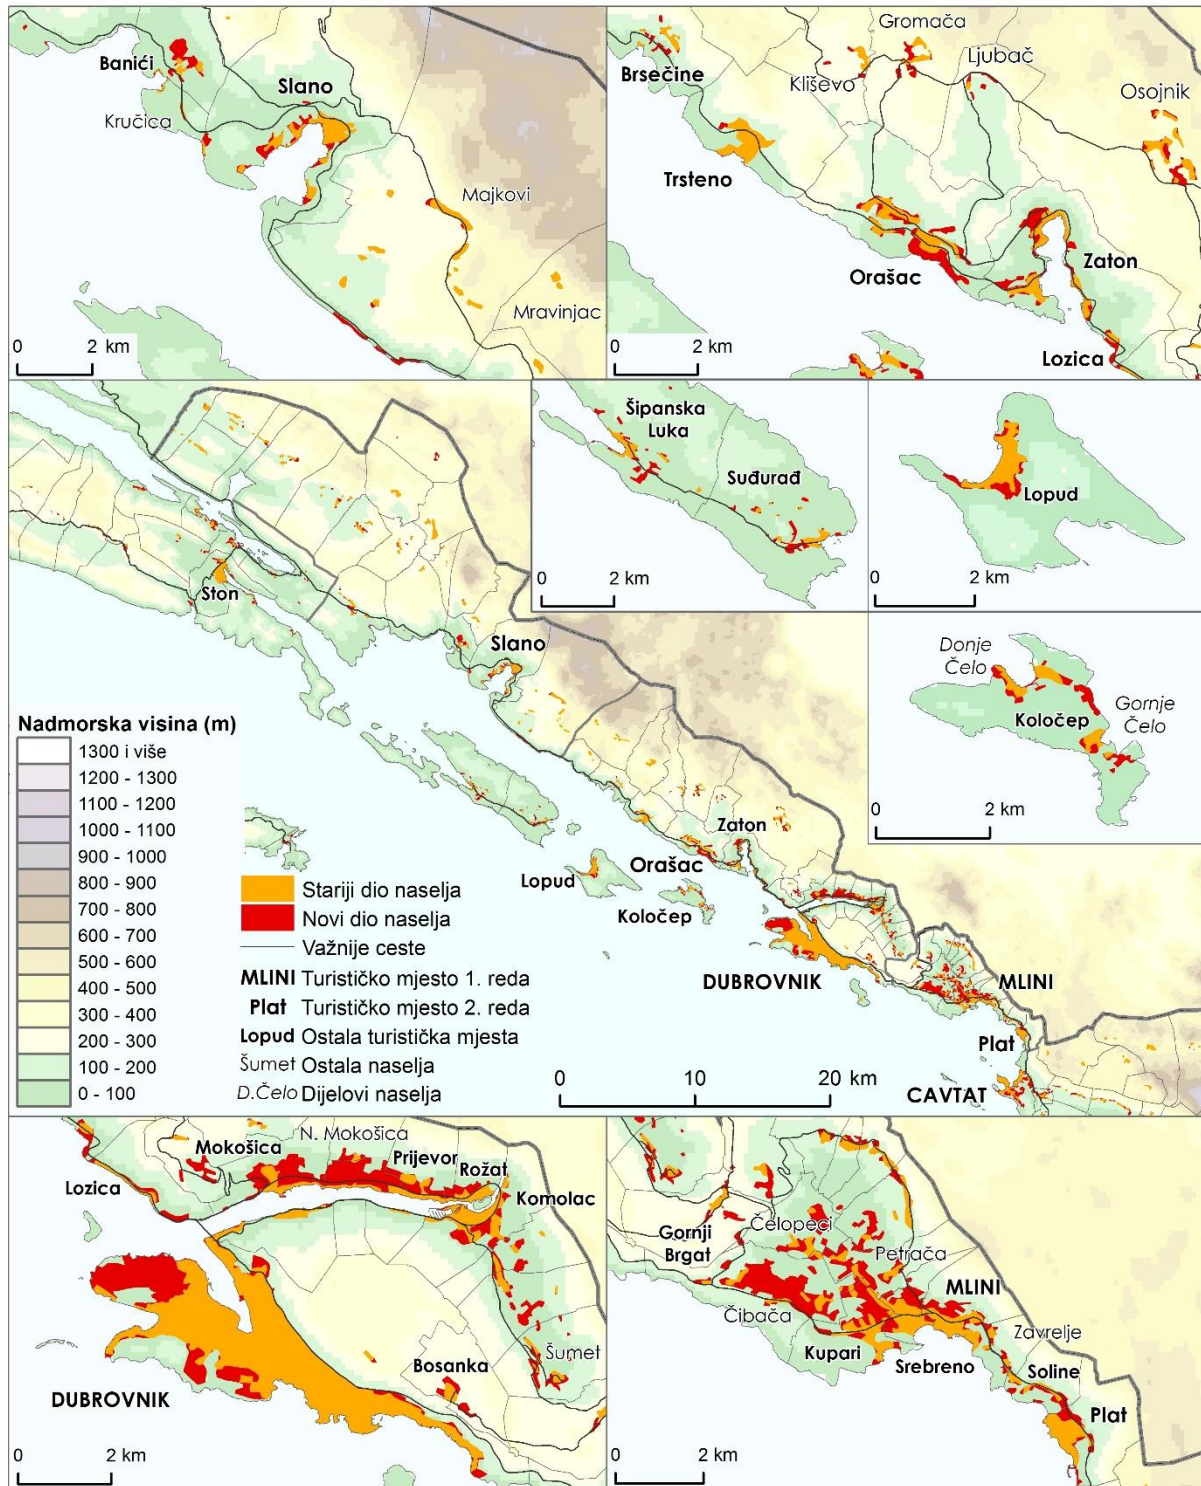 Banići
Slano
Kručica
Majkovi
Mravinjac
0 2 km
Gromača
Brsečine
Kliševo
Ljubač
Osojnik
Trsteno
Orašac
Zaton
Lozica
0 2 km
Šipanska
Luka
Suđurađ
0 2 km
Lopud
0 2 km
Donje
Čelo
Gornje
Čelo
Koločep
0 2 km
Ston
Slano
Zaton
Orašac
Lopud
Koločep
DUBROVNIK
MLINI
Plat
CAVTAT
Nadmorska visina (m)
1300 i više
1200 - 1300
1100 - 1200
1000 - 1100
900 - 1000
800 - 900
700 - 800
600 - 700
500 - 600
400 - 500
300 - 400
200 - 300
100 - 200
0 - 100
Stariji dio naselja
Novi dio naselja
Važnije ceste
MLINI Turističko mjesto 1. reda
Plat Turističko mjesto 2. reda
Lopud Ostala turistička mjesta
Šumet Ostala naselja
D.Čelo Dijelovi naselja
0 10 20 km
Mokošica
N. Mokošica
Prijevor
Rožat
Lozica
Komolac
Šumet
Bosanka
DUBROVNIK
0 2 km
Gornji
Brgat
Čelopeci
Petrača
MLINI
Čibača
Zavrelje
Kupari
Srebreno
Soline
Plat
0 2 km